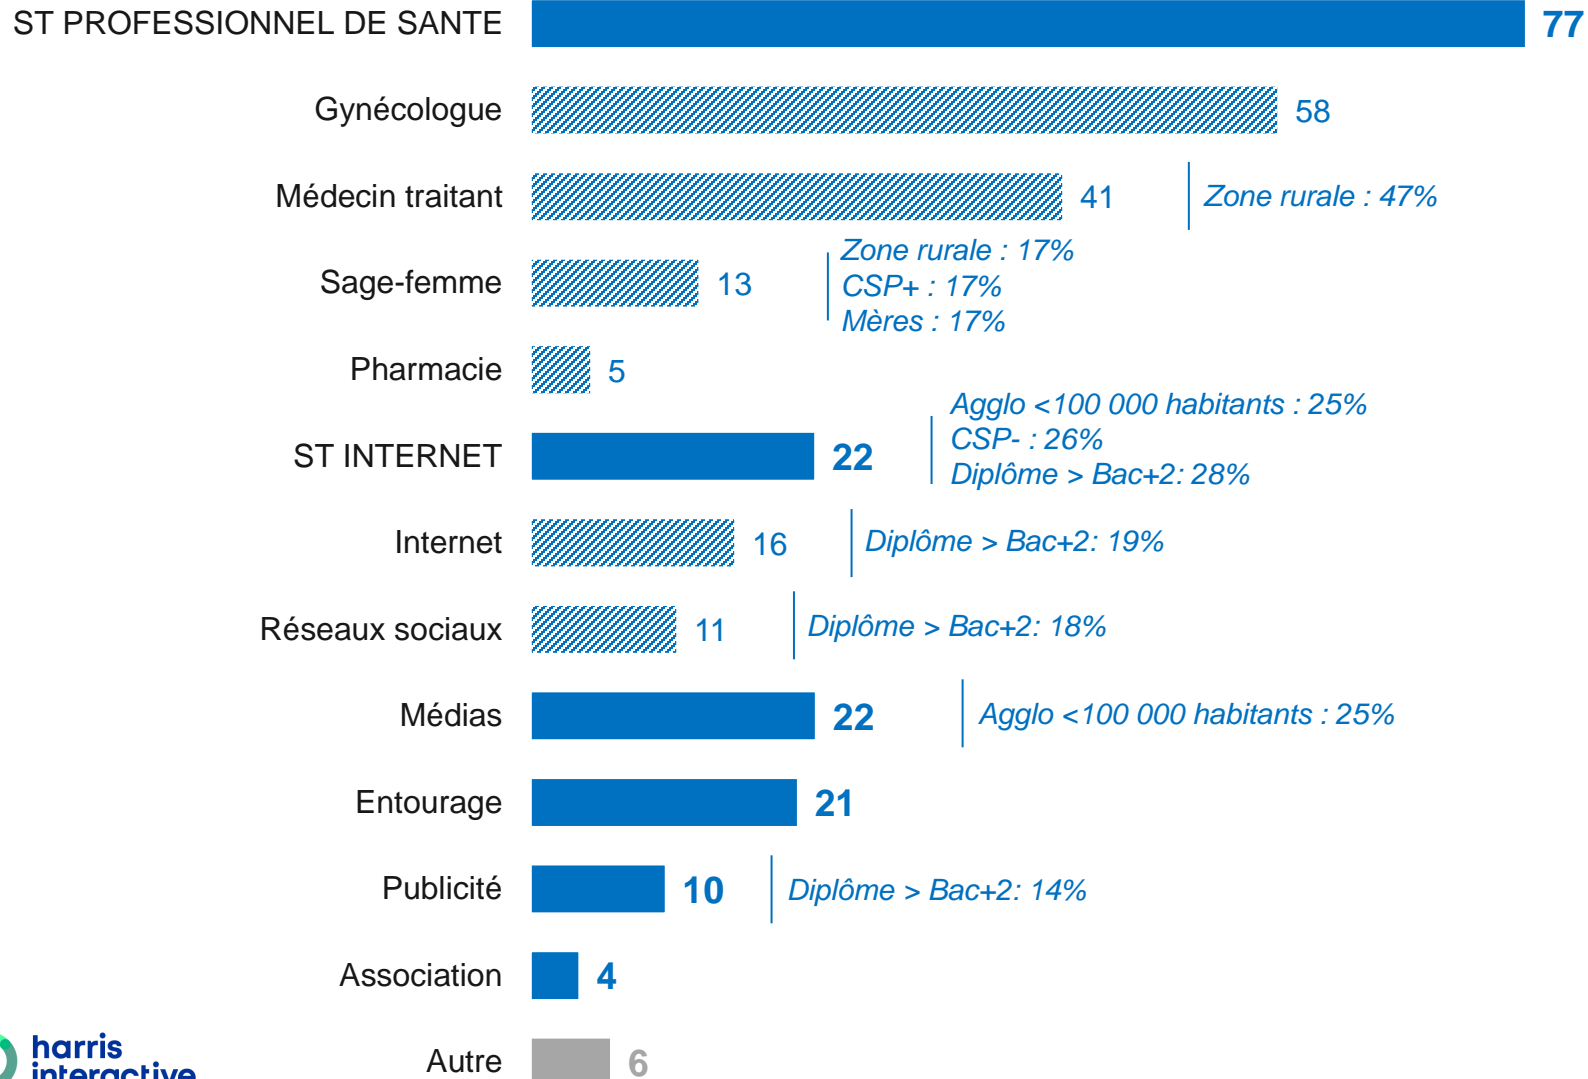 ST PROFESSIONNEL DE SANTE 77
Gynécologue 58
Médecin traitant 41 Zone rurale : 47%
Sage-femme 13
Zone rurale : 17%
CSP+ : 17%
Mères : 17%
Pharmacie 5
ST INTERNET 22
Agglo <100 000 habitants : 25%
CSP- : 26%
Diplôme > Bac+2: 28%
Internet 16 Diplôme > Bac+2: 19%
Réseaux sociaux 11 Diplôme > Bac+2: 18%
Médias 22 Agglo <100 000 habitants : 25%
Entourage 21
Publicité 10 Diplôme > Bac+2: 14%
Association 4
Autre 6
harris
interactive